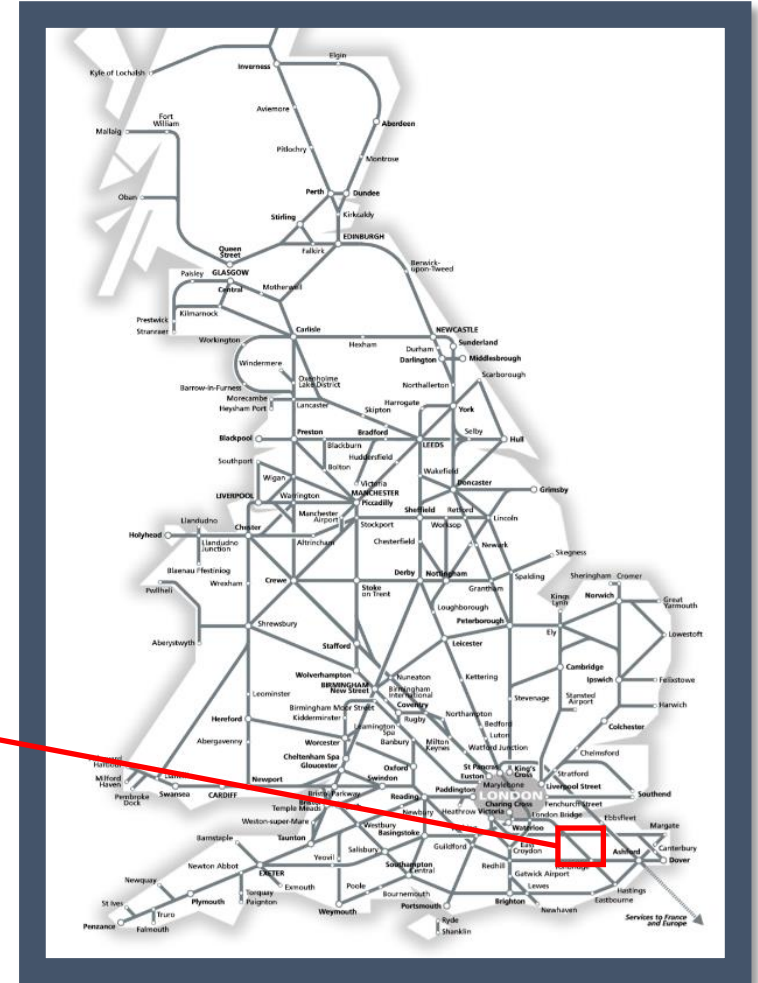 Elgin
Inverness
Kyle of Lochalsh
Aviemore
Fort
William
Mallaig
Aberdeen
Pitlochry
Montrose
Perth
Dundee
Oban
Stirling
Kirkcaldy
EDINBURGH
Falkirk
Queen
Street
GLASGOW
Central
Berwick-
upon-Tweed
Paisley
Motherwell
Prestwick
Kilmarnock
Stranraer
Carlisle
NEWCASTLE
Workington
Hexham
Sunderland
Durham
Darlington
Middlesbrough
Windermere
Scarborough
Oxenholme
Lake District
Northallerton
Barrow-in-Furness
Morecambe
Heysham Port
Lancaster
Harrogate
Skipton
York
Blackpool
Preston
Bradford
LEEDS
Selby
Hull
Blackburn
Huddersfield
Southport
Bolton
Wakefield
Wigan
Victoria
MANCHESTER
Piccadilly
Doncaster
Grimsby
LIVERPOOL
Warrington
Manchester
Airport
Sheffield
Retford
Llandudno
Stockport
Worksop
Lincoln
Holyhead
Chester
Llandudno
Junction
Altrincham
Chesterfield
Newark
Skegness
Blaenau Ffestiniog
Derby
Nottingham
Pwllheli
Wrexham
Crewe
Stoke
on Trent
Grantham
Spalding
Sheringham
Cromer
Kings
Lynn
Norwich
Great
Yarmouth
Loughborough
Peterborough
Shrewsbury
Ely
Lowestoft
Aberystwyth
Stafford
Leicester
Cambridge
Wolverhampton
BIRMINGHAM
New Street
Nuneaton
Birmingham
International
Kettering
Ipswich
Felixstowe
Leominster
Coventry
Stevenage
Stansted
Airport
Birmingham Moor Street
Kidderminster
Rugby
Northampton
Harwich
Hereford
Leamington
Spa
Bedford
Colchester
Abergavenny
Worcester
Banbury
Milton
Keynes
Luton
Watford Junction
Chelmsford
Cheltenham Spa
Gloucester
Oxford
St Pancras
King's
Cross
Euston
Stratford
Milford
Haven
Newport
Swindon
Paddington
Marylebone
Liverpool Street
Pembroke
Dock
Swansea
CARDIFF
Reading
LONDON
Southend
Charing Cross
Fenchurch Street
Temple Meads
Newbury
Heathrow
Victoria
London Bridge
Ebbsfleet
Weston-super-Mare
Westbury
Waterloo
Margate
Barnstaple
Taunton
Basingstoke
East
Croydon
Canterbury
Salisbury
Guildford
Ashford
Dover
Newton Abbot
Yeovil
Southampton
Central
Redhill
Gatwick Airport
EXETER
Newquay
Exmouth
Poole
Lewes
Hastings
Torquay
Paignton
Bournemouth
Eastbourne
St Ives
Plymouth
Weymouth
Portsmouth
Brighton
Newhaven
Truro
Penzance
Falmouth
Ryde
Shanklin
Services to France
and Europe